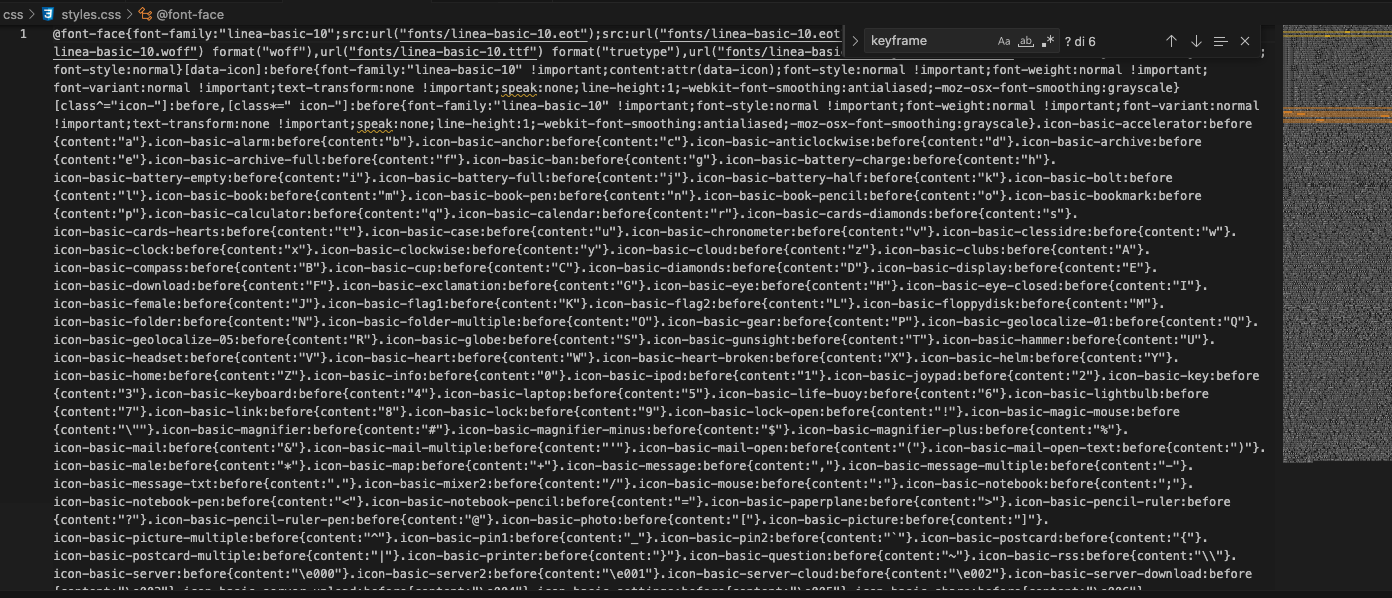 css > styles.css > @font-face
1 @font-face{font-family:"linea-basic-10";src:url("fonts/linea-basic-10.eot");src:url("fonts/linea-basic-10.eot
keyframe Aa ab .* ? di 6
linea-basic-10.woff") format("woff"),url("fonts/linea-basic-10.ttf") format("truetype"),url("fonts/linea-basi
font-style:normal}[data-icon]:before{font-family:"linea-basic-10" !important;content:attr(data-icon);font-style:normal !important;font-weight:normal !important;
font-variant:normal !important;text-transform:none !important;speak:none;line-height:1;-webkit-font-smoothing:antialiased;-moz-osx-font-smoothing:grayscale}
[class^="icon-"]:before,[class*=" icon-"]:before{font-family:"linea-basic-10" !important;font-style:normal !important;font-weight:normal !important;font-variant:normal
!important;text-transform:none !important;speak:none;line-height:1;-webkit-font-smoothing:antialiased;-moz-osx-font-smoothing:grayscale}.icon-basic-accelerator:before
{content:"a"}.icon-basic-alarm:before{content:"b"}.icon-basic-anchor:before{content:"c"}.icon-basic-anticlockwise:before{content:"d"}.icon-basic-archive:before
{content:"e"}.icon-basic-archive-full:before{content:"f"}.icon-basic-ban:before{content:"g"}.icon-basic-battery-charge:before{content:"h"}.
icon-basic-battery-empty:before{content:"i"}.icon-basic-battery-full:before{content:"j"}.icon-basic-battery-half:before{content:"k"}.icon-basic-bolt:before
{content:"l"}.icon-basic-book:before{content:"m"}.icon-basic-book-pen:before{content:"n"}.icon-basic-book-pencil:before{content:"o"}.icon-basic-bookmark:before
{content:"p"}.icon-basic-calculator:before{content:"q"}.icon-basic-calendar:before{content:"r"}.icon-basic-cards-diamonds:before{content:"s"}.
icon-basic-cards-hearts:before{content:"t"}.icon-basic-case:before{content:"u"}.icon-basic-chronometer:before{content:"v"}.icon-basic-clessidre:before{content:"w"}.
icon-basic-clock:before{content:"x"}.icon-basic-clockwise:before{content:"y"}.icon-basic-cloud:before{content:"z"}.icon-basic-clubs:before{content:"A"}.
icon-basic-compass:before{content:"B"}.icon-basic-cup:before{content:"C"}.icon-basic-diamonds:before{content:"D"}.icon-basic-display:before{content:"E"}.
icon-basic-download:before{content:"F"}.icon-basic-exclamation:before{content:"G"}.icon-basic-eye:before{content:"H"}.icon-basic-eye-closed:before{content:"I"}.
icon-basic-female:before{content:"J"}.icon-basic-flag1:before{content:"K"}.icon-basic-flag2:before{content:"L"}.icon-basic-floppydisk:before{content:"M"}.
icon-basic-folder:before{content:"N"}.icon-basic-folder-multiple:before{content:"O"}.icon-basic-gear:before{content:"P"}.icon-basic-geolocalize-01:before{content:"Q"}.
icon-basic-geolocalize-05:before{content:"R"}.icon-basic-globe:before{content:"S"}.icon-basic-gunsight:before{content:"T"}.icon-basic-hammer:before{content:"U"}.
icon-basic-headset:before{content:"V"}.icon-basic-heart:before{content:"W"}.icon-basic-heart-broken:before{content:"X"}.icon-basic-helm:before{content:"Y"}.
icon-basic-home:before{content:"Z"}.icon-basic-info:before{content:"0"}.icon-basic-ipod:before{content:"1"}.icon-basic-joypad:before{content:"2"}.icon-basic-key:before
{content:"3"}.icon-basic-keyboard:before{content:"4"}.icon-basic-laptop:before{content:"5"}.icon-basic-life-buoy:before{content:"6"}.icon-basic-lightbulb:before
{content:"7"}.icon-basic-link:before{content:"8"}.icon-basic-lock:before{content:"9"}.icon-basic-lock-open:before{content:"!"}.icon-basic-magic-mouse:before
{content:"\""}.icon-basic-magnifier:before{content:"#"}.icon-basic-magnifier-minus:before{content:"$"}.icon-basic-magnifier-plus:before{content:"%"}.
icon-basic-mail:before{content:"&"}.icon-basic-mail-multiple:before{content:"'"}.icon-basic-mail-open:before{content:"("}.icon-basic-mail-open-text:before{content:")"}.
icon-basic-male:before{content:"*"}.icon-basic-map:before{content:"+"}.icon-basic-message:before{content:","}.icon-basic-message-multiple:before{content:"-"}.
icon-basic-message-txt:before{content:"."}.icon-basic-mixer2:before{content:"/"}.icon-basic-mouse:before{content:":"}.icon-basic-notebook:before{content:";"}.
icon-basic-notebook-pen:before{content:"<"}.icon-basic-notebook-pencil:before{content:"="}.icon-basic-paperplane:before{content:">"}.icon-basic-pencil-ruler:before
{content:"?"}.icon-basic-pencil-ruler-pen:before{content:"@"}.icon-basic-photo:before{content:"["}.icon-basic-picture:before{content:"]"}.
icon-basic-picture-multiple:before{content:"^"}.icon-basic-pin1:before{content:"_"}.icon-basic-pin2:before{content:"`"}.icon-basic-postcard:before{content:"{"}.
icon-basic-postcard-multiple:before{content:"|"}.icon-basic-printer:before{content:"}"}.icon-basic-question:before{content:"~"}.icon-basic-rss:before{content:"\\"}.
icon-basic-server:before{content:"\e000"}.icon-basic-server2:before{content:"\e001"}.icon-basic-server-cloud:before{content:"\e002"}.icon-basic-server-download:before